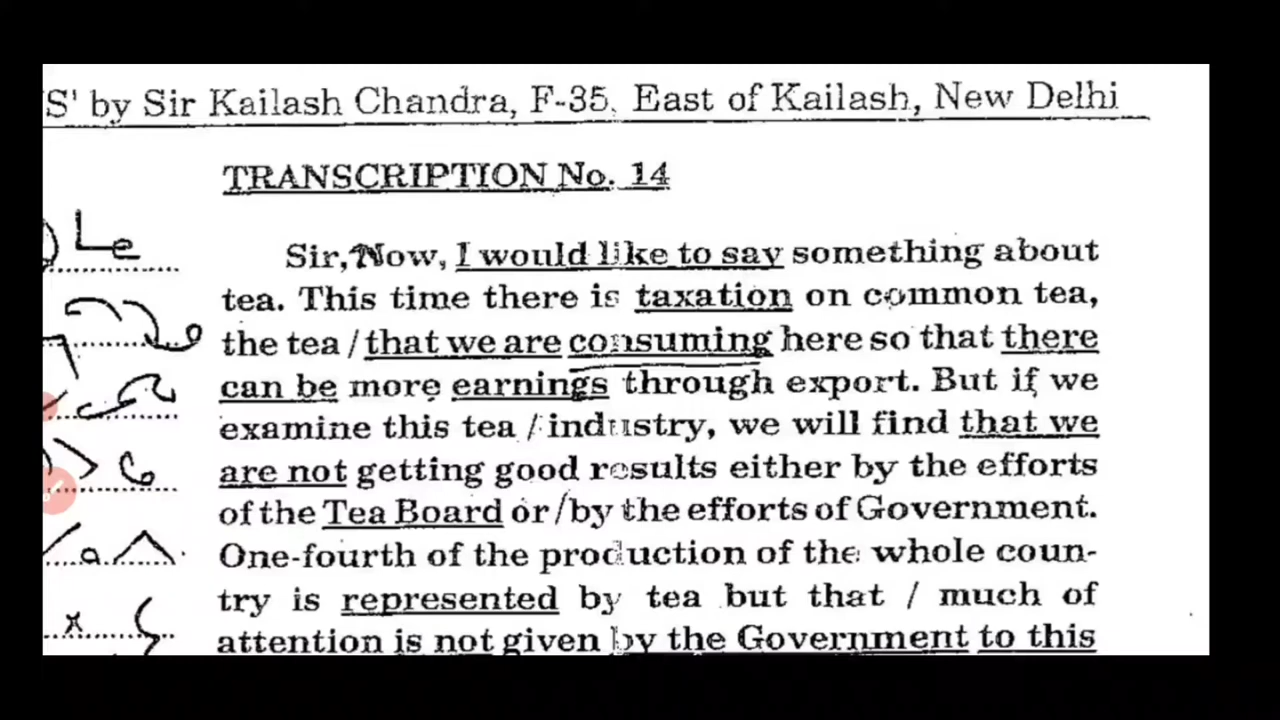 S' by Sir Kailash Chandra, F-35, East of Kailash, New Delhi
TRANSCRIPTION No. 14
Sir, Now, I would like to say something about
tea. This time there is taxation on common tea,
the tea / that we are consuming here so that there
can be more earnings through export. But if we
examine this tea / industry, we will find that we
are not getting good results either by the efforts
of the Tea Board or / by the efforts of Government.
One-fourth of the production of the whole coun-
try is represented by tea but that / much of
attention is not given by the Government to this